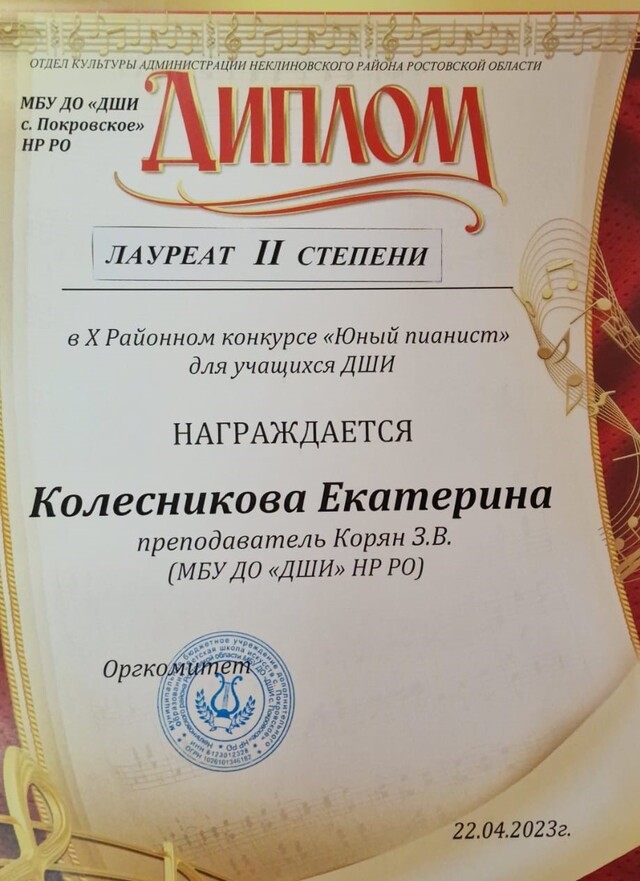 ОТДЕЛ КУЛЬТУРЫ АДМИНИСТРАЦИИ НЕКЛИНОВСКОГО РАЙОНА РОСТОВСКОЙ ОБЛАСТИ
МБУ ДО «ДШИ
с. Покровское»
НР РО
ДИПЛОМ
ЛАУРЕАТ II СТЕПЕНИ
в X Районном конкурсе «Юный пианист»
для учащихся ДШИ
НАГРАЖДАЕТСЯ
Колесникова Екатерина
преподаватель Корян З.В.
(МБУ ДО «ДШИ» НР РО)
Оргкомитет
22.04.2023г.